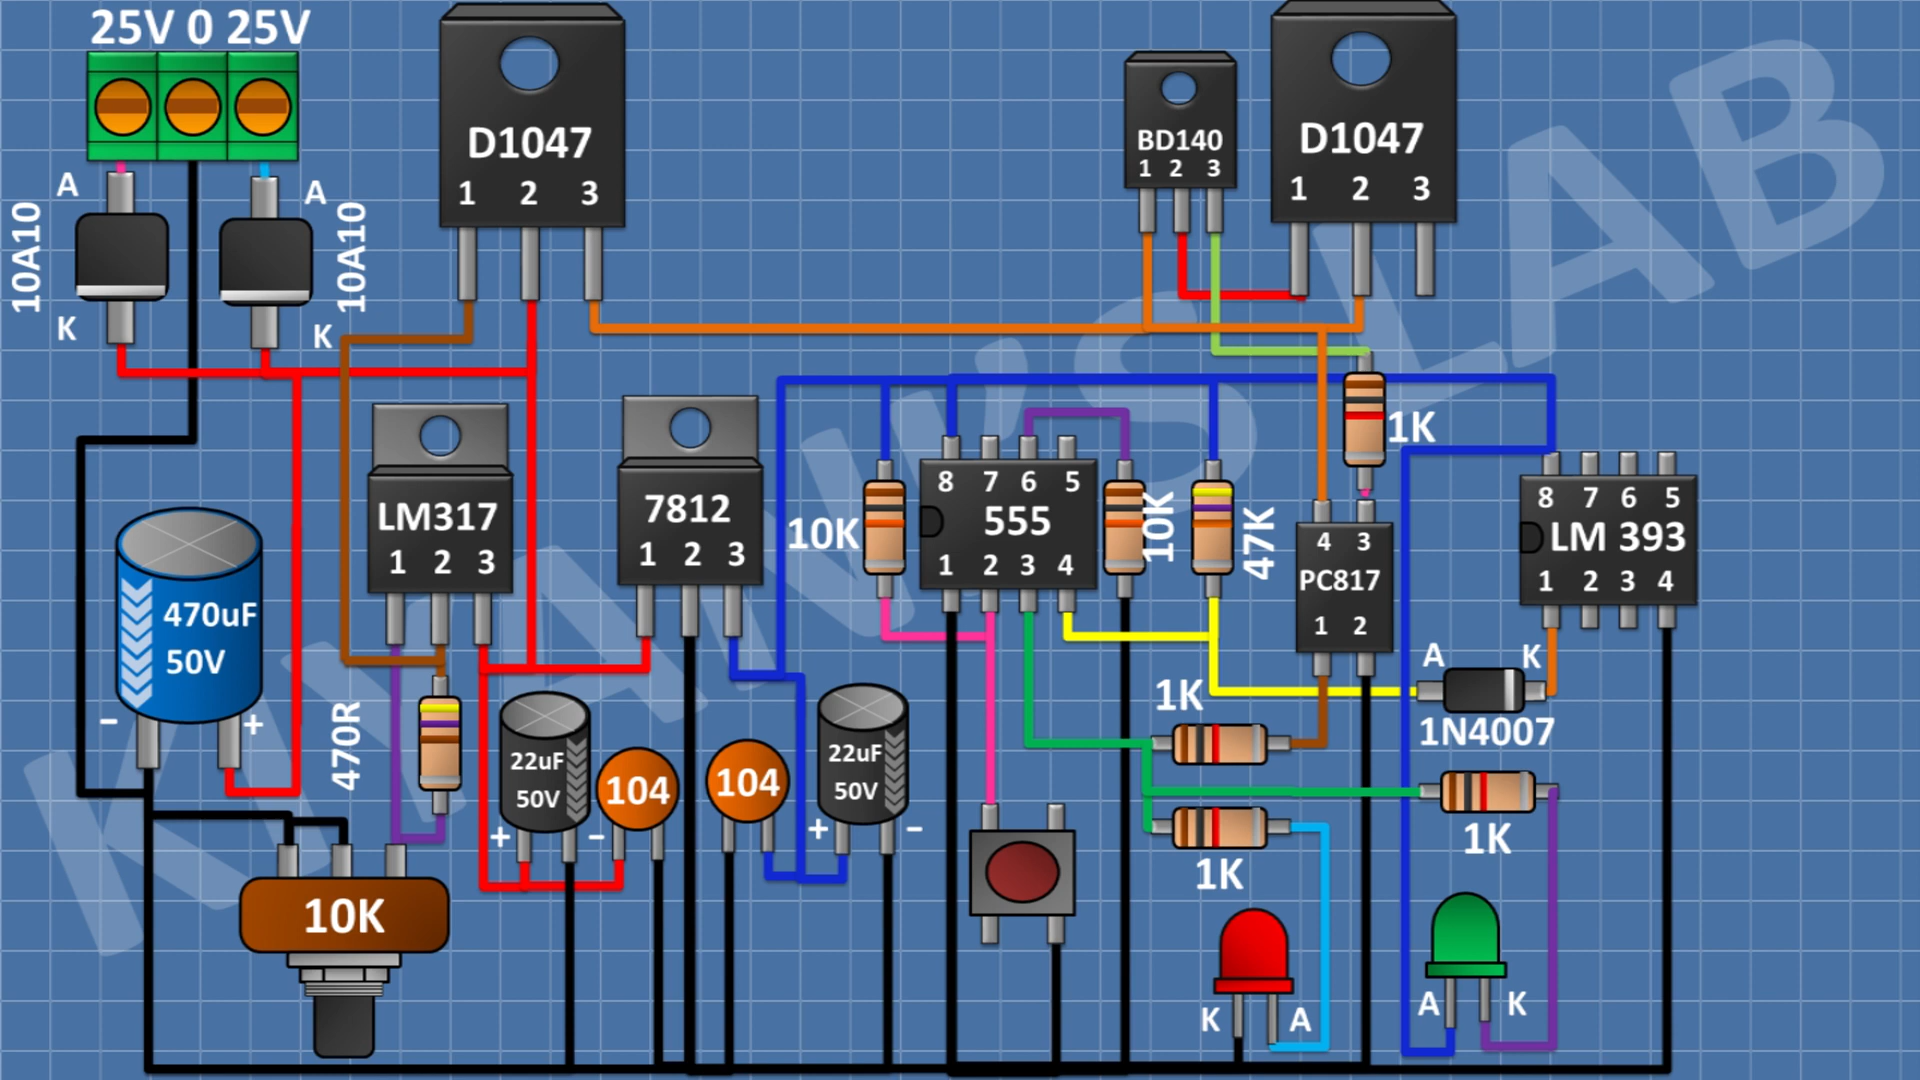 25V 0 25V
A
A
10A10
10A10
K
K
D1047
1 2 3
BD140
1 2 3
D1047
1 2 3
1K
LM317
1 2 3
7812
1 2 3
470uF
50V
-
+
470R
22uF
50V
+
-
104
104
22uF
50V
+
-
10K
10K
8 7 6 5
555
1 2 3 4
10K
47K
4 3
PC817
1 2
8 7 6 5
LM 393
1 2 3 4
A
K
1N4007
1K
1K
1K
K
A
A
K
KIYAN'S LAB